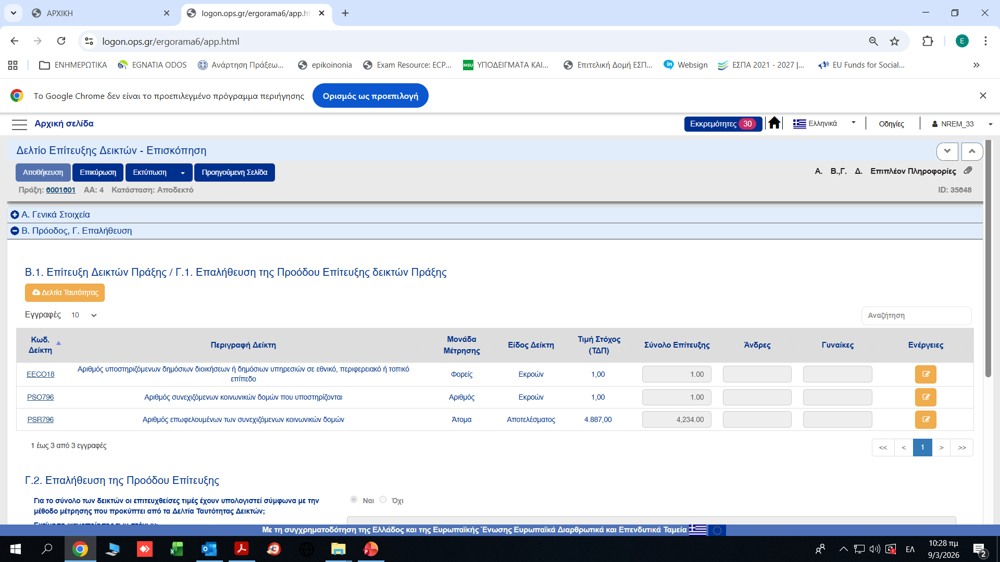 ΑΡΧΙΚΗ
logon.ops.gr/ergorama6/app.ht
logon.ops.gr/ergorama6/app.html
E
ΕΝΗΜΕΡΩΤΙΚΑ
EGNATIA ODOS
Ανάρτηση Πράξεω...
epikoinonia
Exam Resource: ECP...
MSU
ΥΠΟΔΕΙΓΜΑΤΑ ΚΑΙ...
Επιτελική Δομή ΕΣΠ...
in
Websign
ΕΣΠΑ 2021 - 2027 |...
EU Funds for Social...
Το Google Chrome δεν είναι το προεπιλεγμένο πρόγραμμα περιήγησης
Ορισμός ως προεπιλογή
Αρχική σελίδα
Εκκρεμότητες 30
Ελληνικά
Οδηγίες
NREM_33
Δελτίο Επίτευξης Δεικτών - Επισκόπηση
Αποθήκευση
Επικύρωση
Εκτύπωση
Προηγούμενη Σελίδα
Α. Β.,Γ. Δ. Επιπλέον Πληροφορίες
Πράξη: 6001601 ΑΑ: 4 Κατάσταση: Αποδεκτό
ID: 35648
Α. Γενικά Στοιχεία
Β. Πρόοδος, Γ. Επαλήθευση
Β.1. Επίτευξη Δεικτών Πράξης / Γ.1. Επαλήθευση της Προόδου Επίτευξης δεικτών Πράξης
Δελτία Ταυτότητας
Εγγραφές 10
Αναζήτηση
Κωδ. Δείκτη
Περιγραφή Δείκτη
Μονάδα Μέτρησης
Είδος Δείκτη
Τιμή Στόχος (ΤΔΠ)
Σύνολο Επίτευξης
Άνδρες
Γυναίκες
Ενέργειες
EECO18
Αριθμός υποστηριζόμενων δημόσιων διοικήσεων ή δημόσιων υπηρεσιών σε εθνικό, περιφερειακό ή τοπικό
επίπεδο
Φορείς
Εκροών
1,00
1.00
PSO796
Αριθμός συνεχιζόμενων κοινωνικών δομών που υποστηρίζονται
Αριθμός
Εκροών
1,00
1.00
PSR796
Αριθμός επωφελουμένων των συνεχιζόμενων κοινωνικών δομών
Άτομα
Αποτελέσματος
4.887,00
4,234.00
1 έως 3 από 3 εγγραφές
<< < 1 > >>
Γ.2. Επαλήθευση της Προόδου Επίτευξης
Για το σύνολο των δεικτών οι επιτευχθείσες τιμές έχουν υπολογιστεί σύμφωνα με την
μέθοδο μέτρησης που προκύπτει από τα Δελτία Ταυτότητας Δεικτών;
Ναι Όχι
Με τη συγχρηματοδότηση της Ελλάδος και της Ευρωπαϊκής Ένωσης Ευρωπαϊκά Διαρθρωτικά και Επενδυτικά Ταμεία
ΕΛ
10:28 πμ
9/3/2026
2